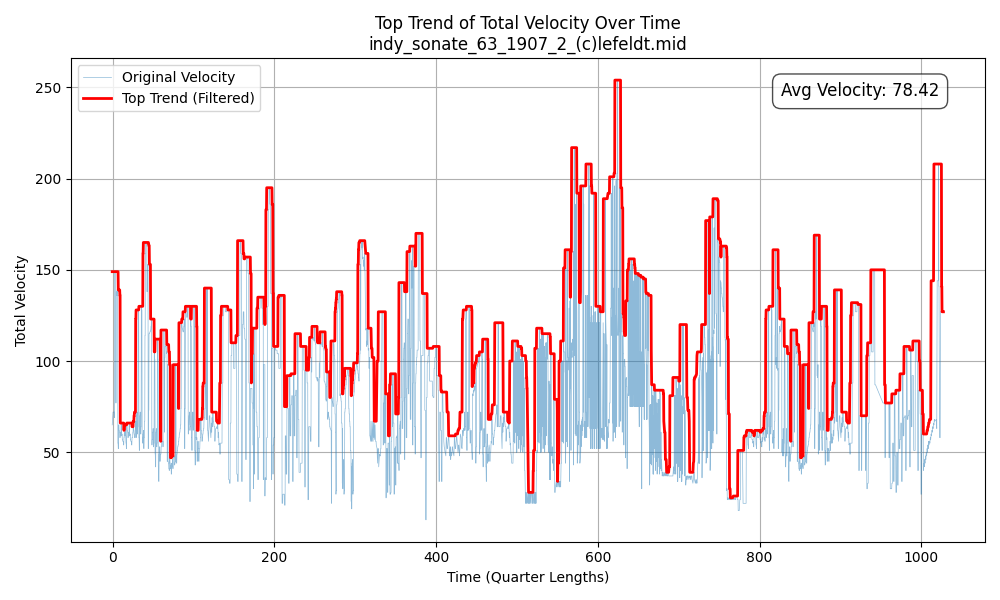 Top Trend of Total Velocity Over Time
indy_sonate_63_1907_2_(c)lefeldt.mid
Original Velocity
Top Trend (Filtered)
Avg Velocity: 78.42
Total Velocity
250
200
150
100
50
0
200
400
600
800
1000
Time (Quarter Lengths)